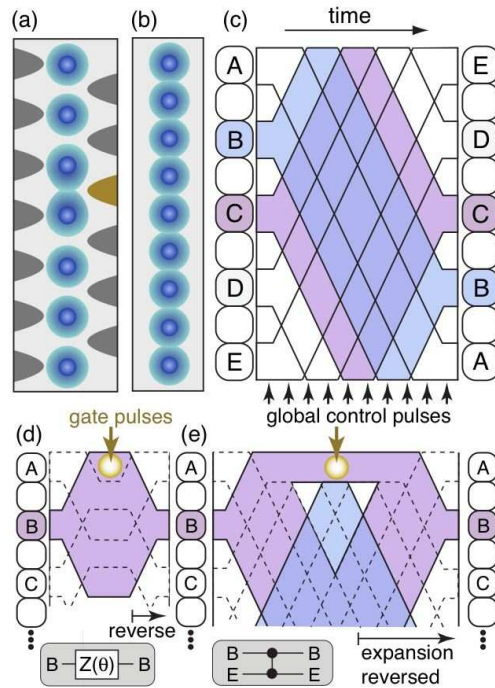 (a)
(b)
(c)
time
A
B
C
D
E
E
D
C
B
A
gate pulses
global control pulses
(d)
(e)
A
B
C
A
B
C
A
B
C
reverse
expansion
reversed
B
Z(θ)
B
B
B
E
E